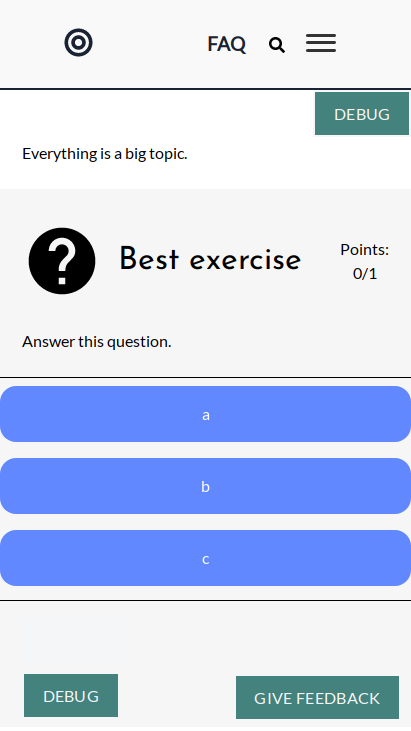 FAQ
DEBUG
Everything is a big topic.
Best exercise
Points:
0/1
Answer this question.
a
b
c
DEBUG
GIVE FEEDBACK